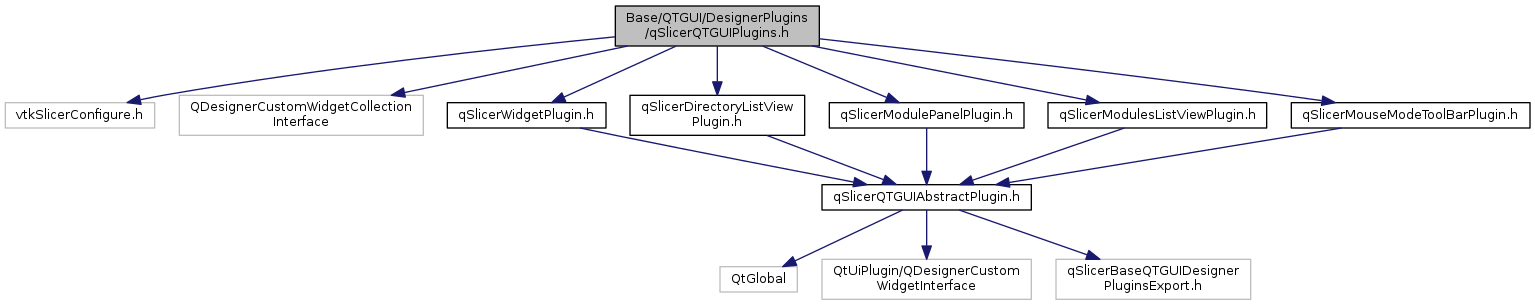 Base/QTGUI/DesignerPlugins
/qSlicerQTGUIPlugins.h
vtkSlicerConfigure.h
QDesignerCustomWidgetCollection
Interface
qSlicerWidgetPlugin.h
qSlicerDirectoryListView
Plugin.h
qSlicerModulePanelPlugin.h
qSlicerModulesListViewPlugin.h
qSlicerMouseModeToolBarPlugin.h
qSlicerQTGUIAbstractPlugin.h
QtGlobal
QtUiPlugin/QDesignerCustom
WidgetInterface
qSlicerBaseQTGUIDesigner
PluginsExport.h